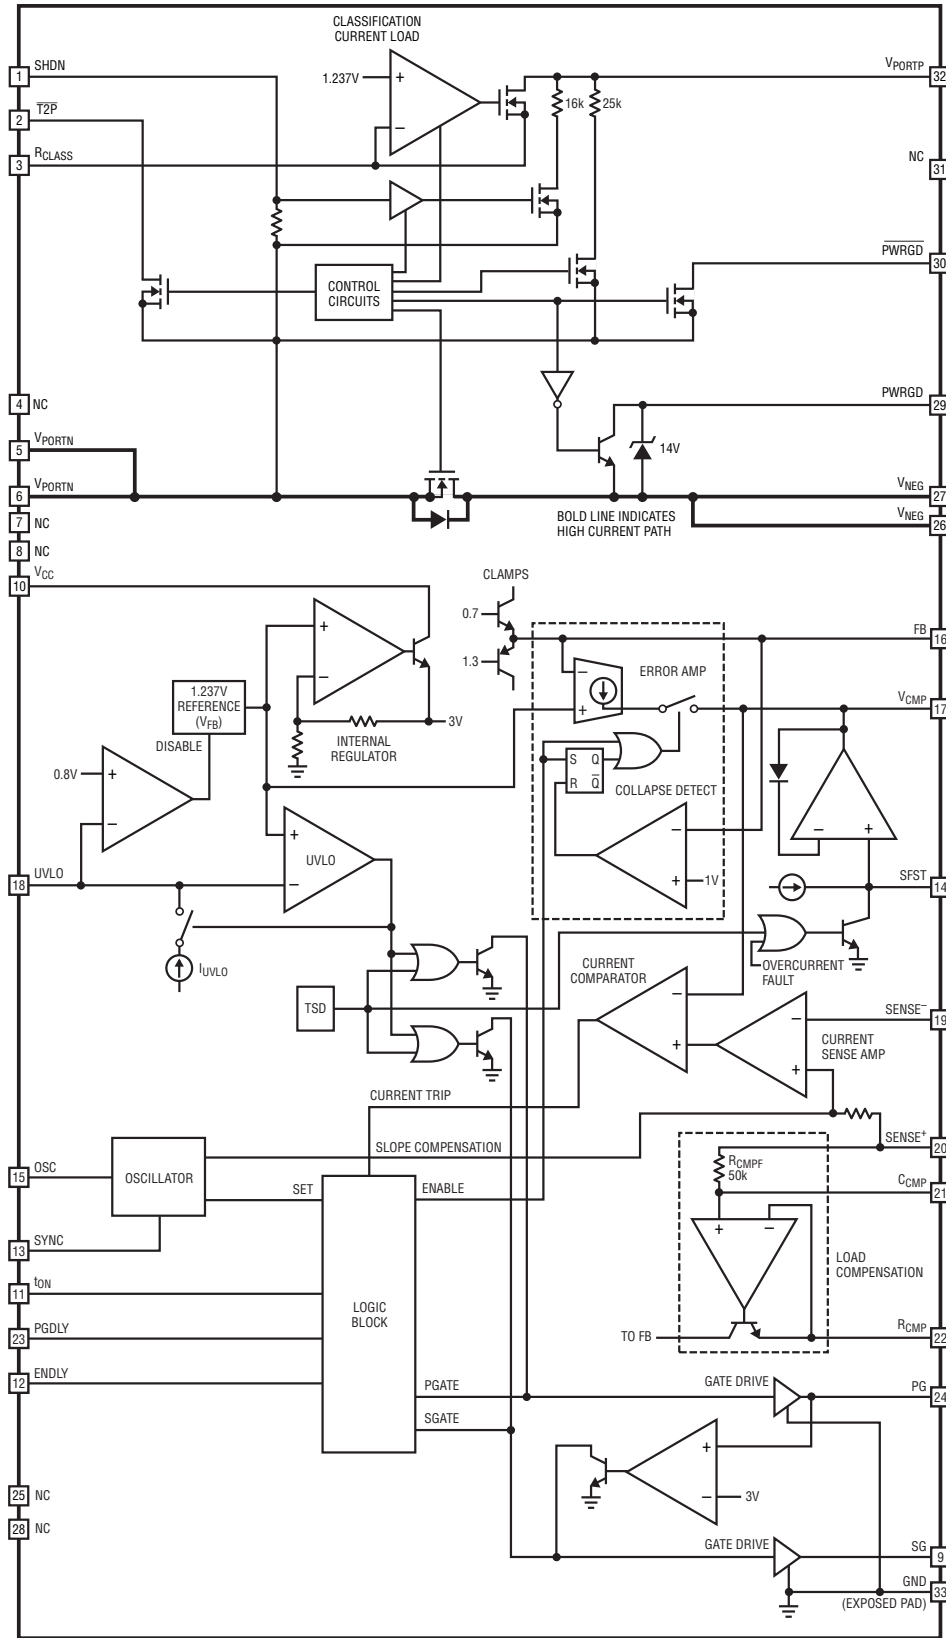 CLASSIFICATION
CURRENT LOAD
1 SHDN
1.237V
+
−
VPORTP 32
2 T2P
16k
25k
3 RCLASS
NC 31
PWRGD 30
CONTROL
CIRCUITS
4 NC
PWRGD 29
5 VPORTN
14V
6 VPORTN
VNEG 27
7 NC
BOLD LINE INDICATES
HIGH CURRENT PATH
VNEG 26
8 NC
10 VCC
CLAMPS
0.7
1.3
FB 16
+
−
ERROR AMP
−
+
1.237V
REFERENCE
(VFB)
VCMP 17
3V
INTERNAL
REGULATOR
DISABLE
S Q
R Q
COLLAPSE DETECT
0.8V
+
−
−
+
1V
− +
+
UVLO
−
18 UVLO
SFST 14
IUVLO
OVERCURRENT
FAULT
TSD
CURRENT
COMPARATOR
−
+
SENSE− 19
−
+
CURRENT
SENSE AMP
CURRENT TRIP
SLOPE COMPENSATION
SENSE+ 20
15 OSC
OSCILLATOR
RCMPF
50k
SET
ENABLE
CCMP 21
13 SYNC
+ −
LOAD
COMPENSATION
11 tON
LOGIC
BLOCK
23 PGDLY
TO FB
RCMP 22
12 ENDLY
PGATE
GATE DRIVE
PG 24
SGATE
+
−
3V
25 NC
28 NC
GATE DRIVE
SG 9
GND 33
(EXPOSED PAD)